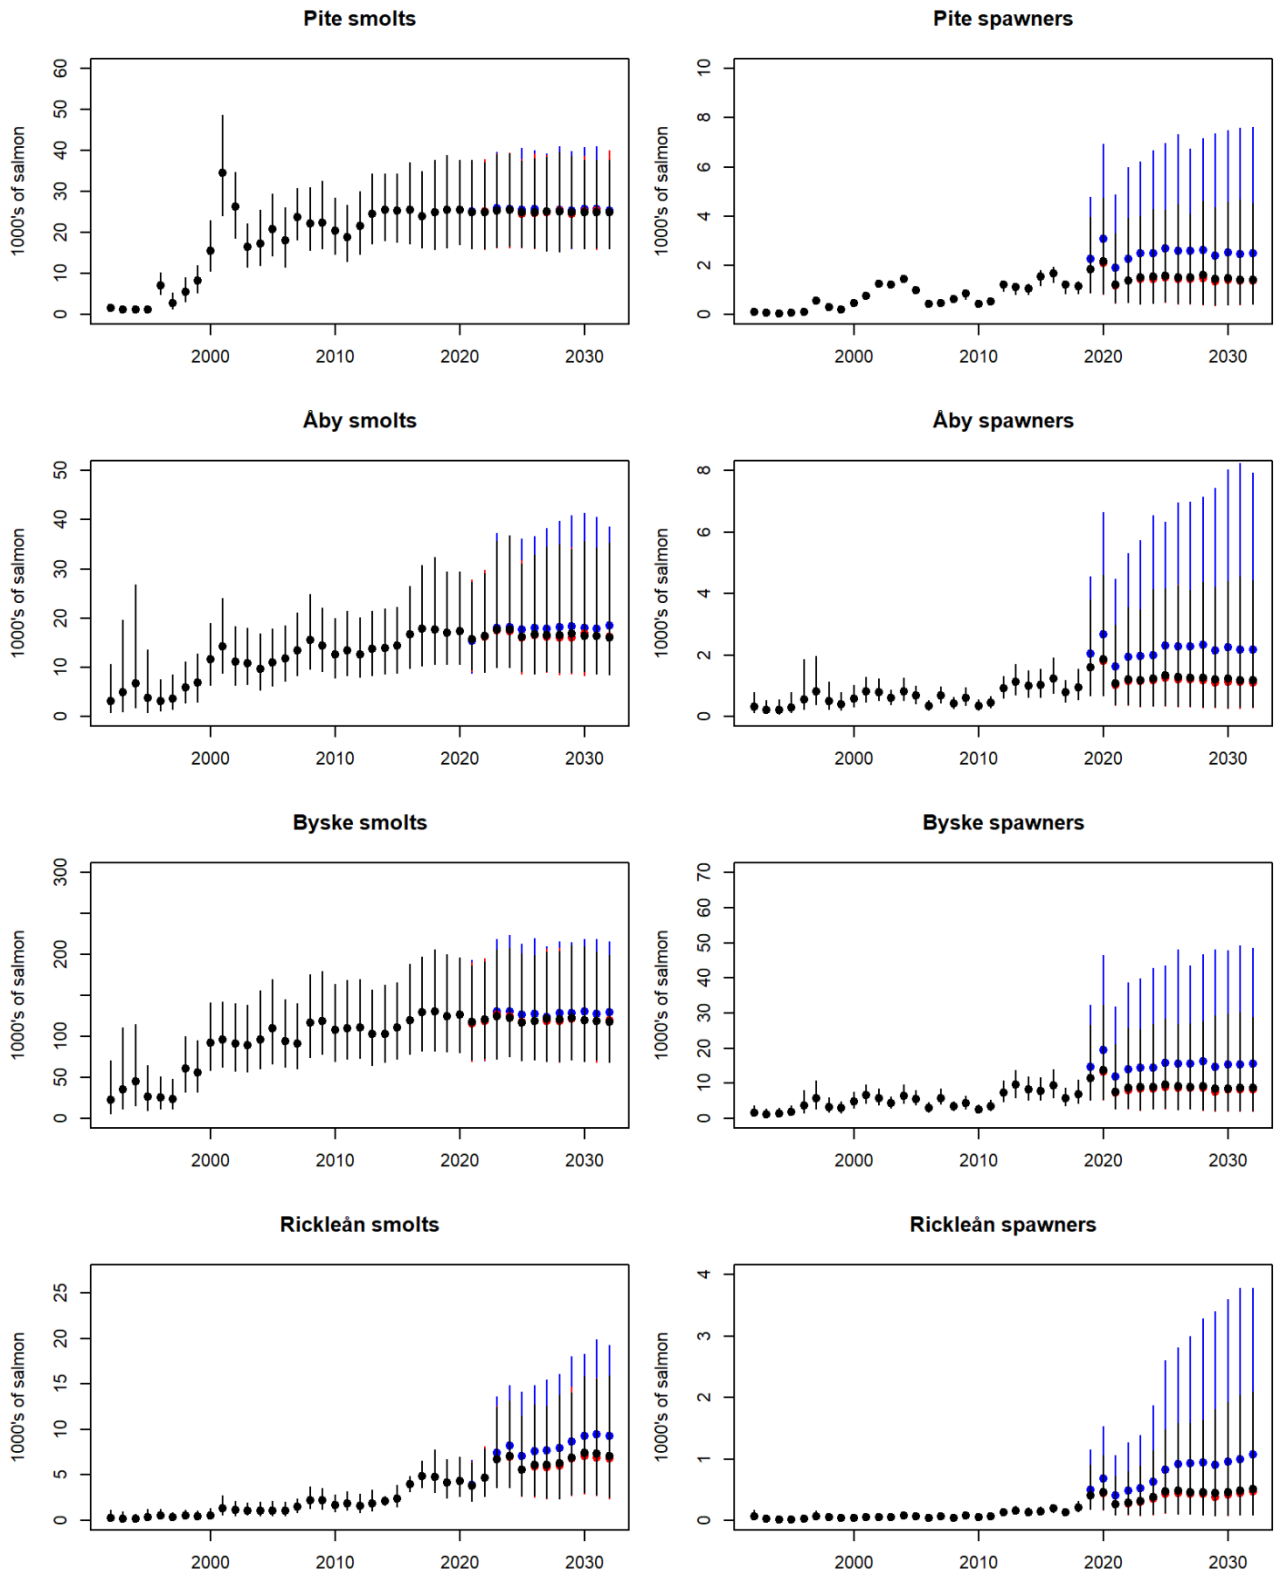 Pite smolts
1000's of salmon
0 10 20 30 40 50 60
2000 2010 2020 2030
Pite spawners
1000's of salmon
0 2 4 6 8 10
2000 2010 2020 2030
Åby smolts
1000's of salmon
0 10 20 30 40 50
2000 2010 2020 2030
Åby spawners
1000's of salmon
0 2 4 6 8
2000 2010 2020 2030
Byske smolts
1000's of salmon
0 50 100 200 300
2000 2010 2020 2030
Byske spawners
1000's of salmon
0 10 20 30 40 50 60 70
2000 2010 2020 2030
Rickleån smolts
1000's of salmon
0 5 10 15 20 25
2000 2010 2020 2030
Rickleån spawners
1000's of salmon
0 1 2 3 4
2000 2010 2020 2030